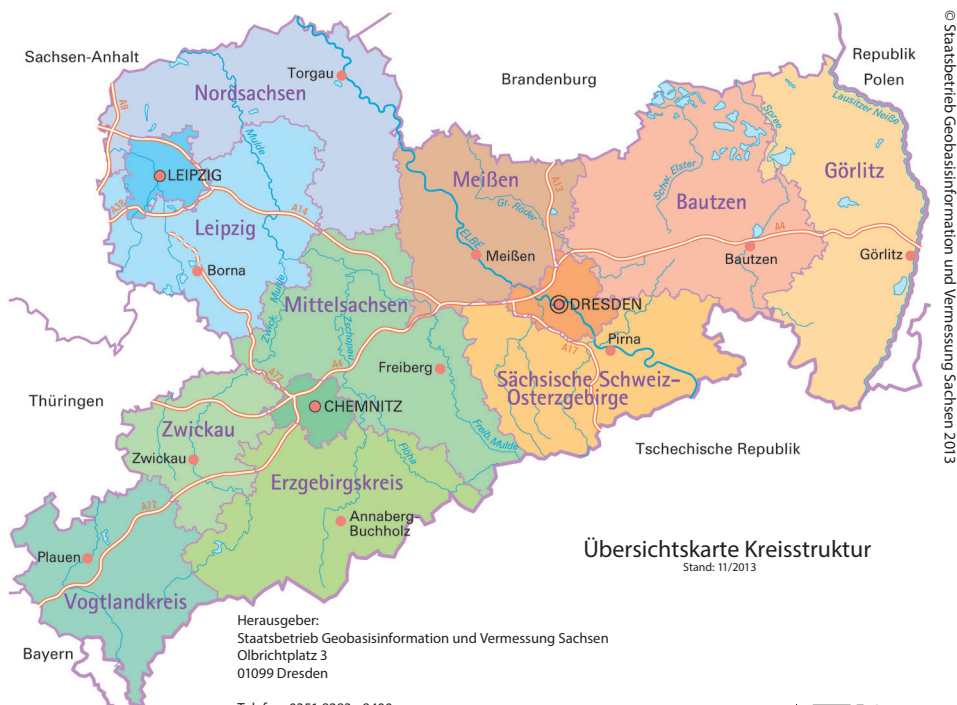 Sachsen-Anhalt
Brandenburg
Republik
Polen
Torgau
Nordsachsen
A9
Mulde
Spree
Lausitzer Neiße
LEIPZIG
Meißen
A13
Schw. Elster
Görlitz
A38
A14
Gr. Röder
Bautzen
Leipzig
ELBE
A4
Borna
Meißen
Bautzen
Görlitz
Mulde
Zwick.
Mittelsachsen
Zschopau
DRESDEN
A72
A4
Freiberg
A17
Pirna
Sächsische Schweiz-
Osterzgebirge
Thüringen
CHEMNITZ
Zwickau
Freib. Mulde
Tschechische Republik
Zwickau
Flöha
Erzgebirgskreis
A72
Annaberg-
Buchholz
Plauen
Vogtlandkreis
Bayern
Übersichtskarte Kreisstruktur
Stand: 11/2013
Herausgeber:
Staatsbetrieb Geobasisinformation und Vermessung Sachsen
Olbrichtplatz 3
01099 Dresden
© Staatsbetrieb Geobasisinformation und Vermessung Sachsen 2013